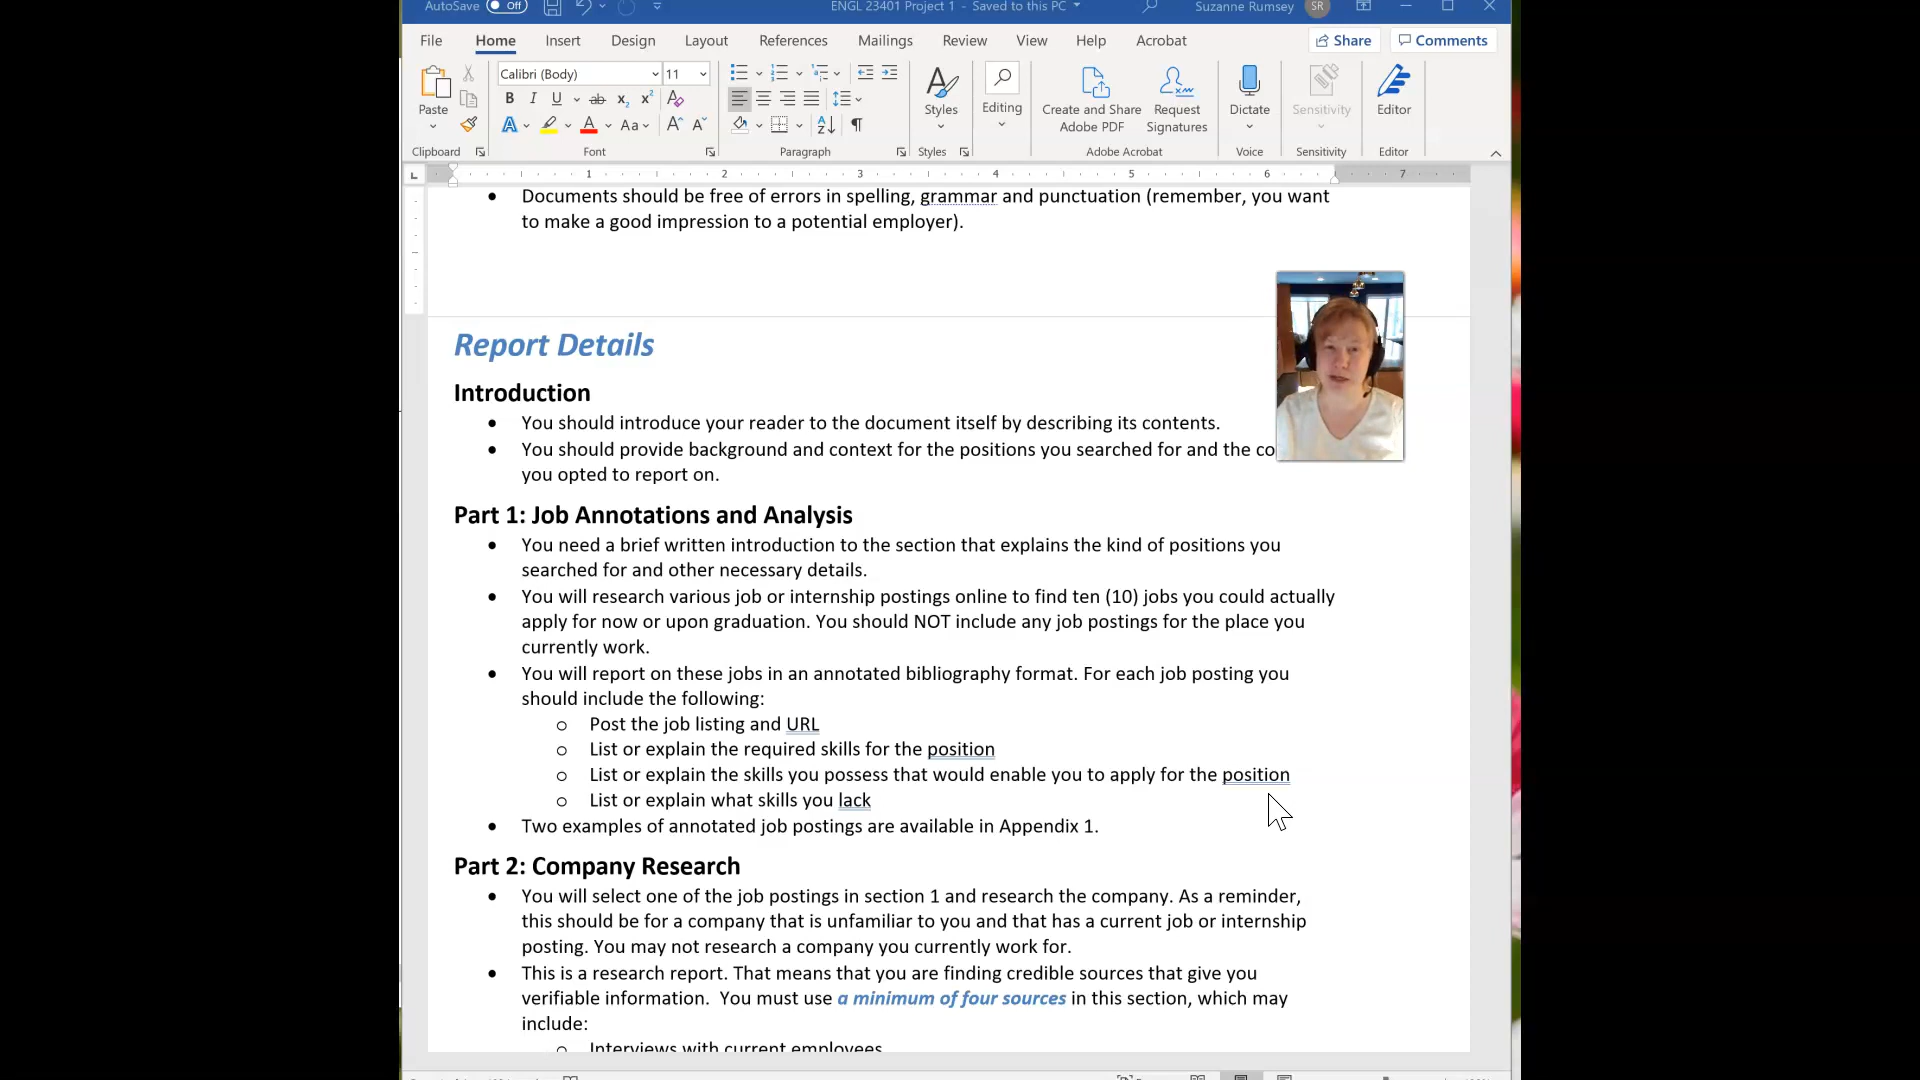 AutoSave Off ENGL 23401 Project 1 - Saved to this PC Suzanne Rumsey SR
File Home Insert Design Layout References Mailings Review View Help Acrobat Share Comments
Calibri (Body) 11
Paste B I U ab x₂ x² A
A A Aa A A
Styles Editing Create and Share Adobe PDF Request Signatures Dictate Sensitivity Editor
Clipboard Font Paragraph Styles Adobe Acrobat Voice Sensitivity Editor
L 1 2 3 4 5 6 7
• Documents should be free of errors in spelling, grammar and punctuation (remember, you want
to make a good impression to a potential employer).
Report Details
Introduction
• You should introduce your reader to the document itself by describing its contents.
• You should provide background and context for the positions you searched for and the co
you opted to report on.
Part 1: Job Annotations and Analysis
• You need a brief written introduction to the section that explains the kind of positions you
searched for and other necessary details.
• You will research various job or internship postings online to find ten (10) jobs you could actually
apply for now or upon graduation. You should NOT include any job postings for the place you
currently work.
• You will report on these jobs in an annotated bibliography format. For each job posting you
should include the following:
o Post the job listing and URL
o List or explain the required skills for the position
o List or explain the skills you possess that would enable you to apply for the position
o List or explain what skills you lack
• Two examples of annotated job postings are available in Appendix 1.
Part 2: Company Research
• You will select one of the job postings in section 1 and research the company. As a reminder,
this should be for a company that is unfamiliar to you and that has a current job or internship
posting. You may not research a company you currently work for.
• This is a research report. That means that you are finding credible sources that give you
verifiable information. You must use a minimum of four sources in this section, which may
include:
o Interviews with current employees